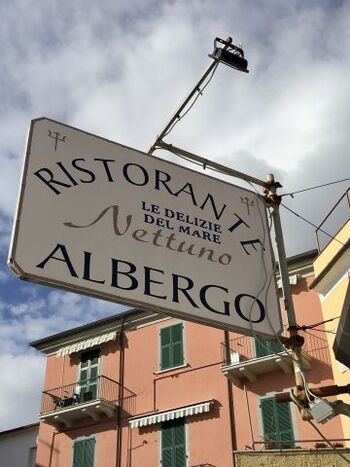 RISTORANTE
LE DELIZIE
DEL MARE
Nettuno
ALBERGO